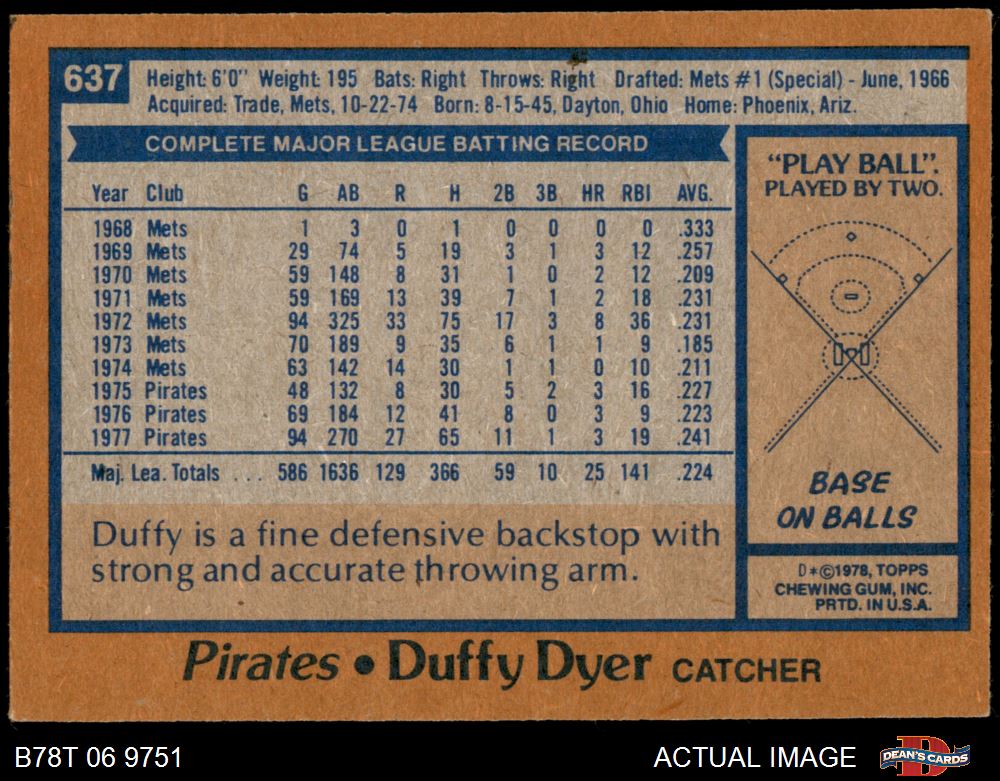 637
Height: 6'0" Weight: 195 Bats: Right Throws: Right Drafted: Mets #1 (Special) - June, 1966
Acquired: Trade, Mets, 10-22-74 Born: 8-15-45, Dayton, Ohio Home: Phoenix, Ariz.
COMPLETE MAJOR LEAGUE BATTING RECORD
Year Club G AB R H 2B 3B HR RBI AVG.
1968 Mets 1 3 0 1 0 0 0 0 .333
1969 Mets 29 74 5 19 3 1 3 12 .257
1970 Mets 59 148 8 31 1 0 2 12 .209
1971 Mets 59 169 13 39 7 1 2 18 .231
1972 Mets 94 325 33 75 17 3 8 36 .231
1973 Mets 70 189 9 35 6 1 1 9 .185
1974 Mets 63 142 14 30 1 1 0 10 .211
1975 Pirates 48 132 8 30 5 2 3 16 .227
1976 Pirates 69 184 12 41 8 0 3 9 .223
1977 Pirates 94 270 27 65 11 1 3 19 .241
Maj. Lea. Totals ... 586 1636 129 366 59 10 25 141 .224
Duffy is a fine defensive backstop with
strong and accurate throwing arm.
"PLAY BALL".
PLAYED BY TWO.
BASE
ON BALLS
D*©1978, TOPPS
CHEWING GUM, INC.
PRTD. IN U.S.A.
Pirates • Duffy Dyer CATCHER
B78T 06 9751
ACTUAL IMAGE
DEAN'S CARDS